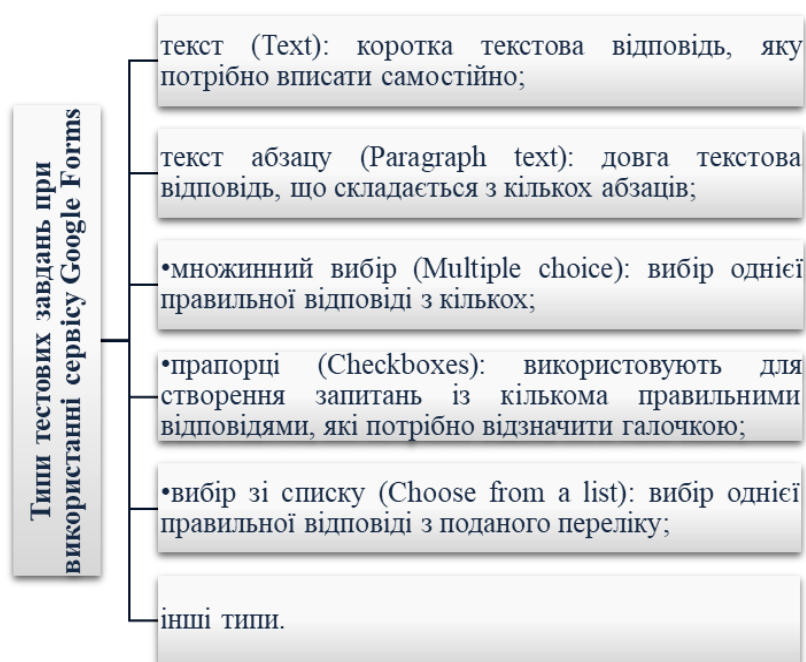 Типи тестових завдань при
використанні сервісу Google Forms
текст (Text): коротка текстова відповідь, яку
потрібно вписати самостійно;
текст абзацу (Paragraph text): довга текстова
відповідь, що складається з кількох абзаців;
•множинний вибір (Multiple choice): вибір однієї
правильної відповіді з кількох;
•прапорці (Checkboxes): використовують для
створення запитань із кількома правильними
відповідями, які потрібно відзначити галочкою;
•вибір зі списку (Choose from a list): вибір однієї
правильної відповіді з поданого переліку;
інші типи.